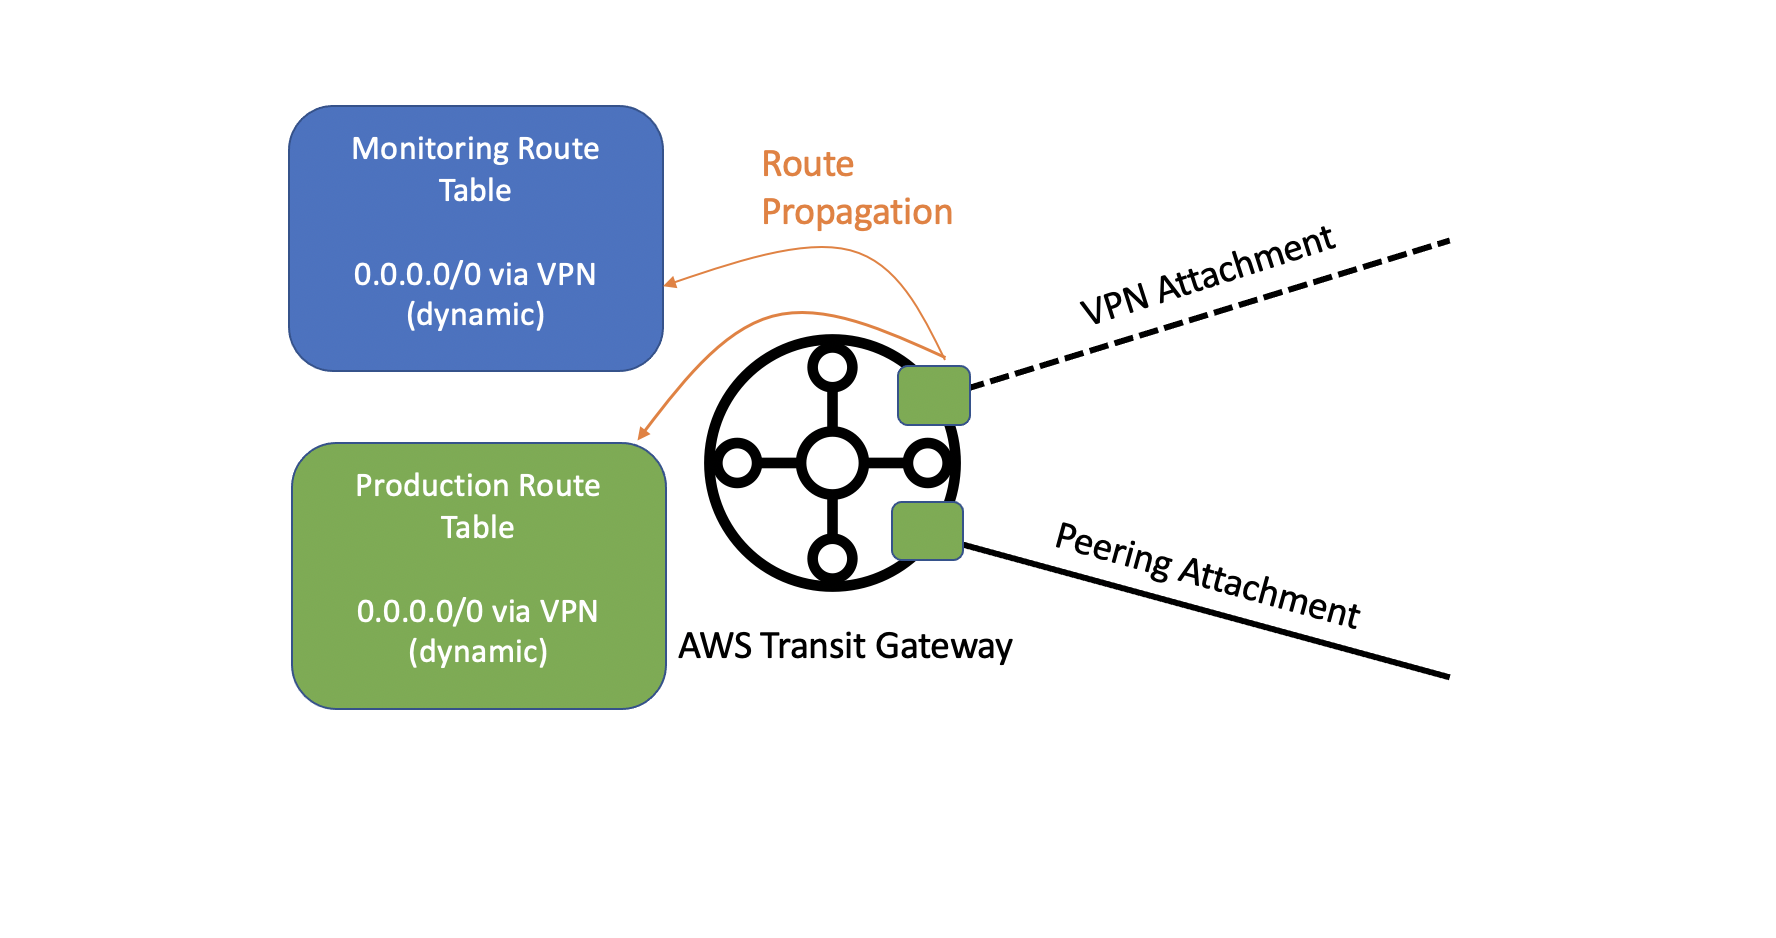 Monitoring Route
Table
0.0.0.0/0 via VPN
(dynamic)
Route
Propagation
VPN Attachment
Production Route
Table
0.0.0.0/0 via VPN
(dynamic)
Peering Attachment
AWS Transit Gateway